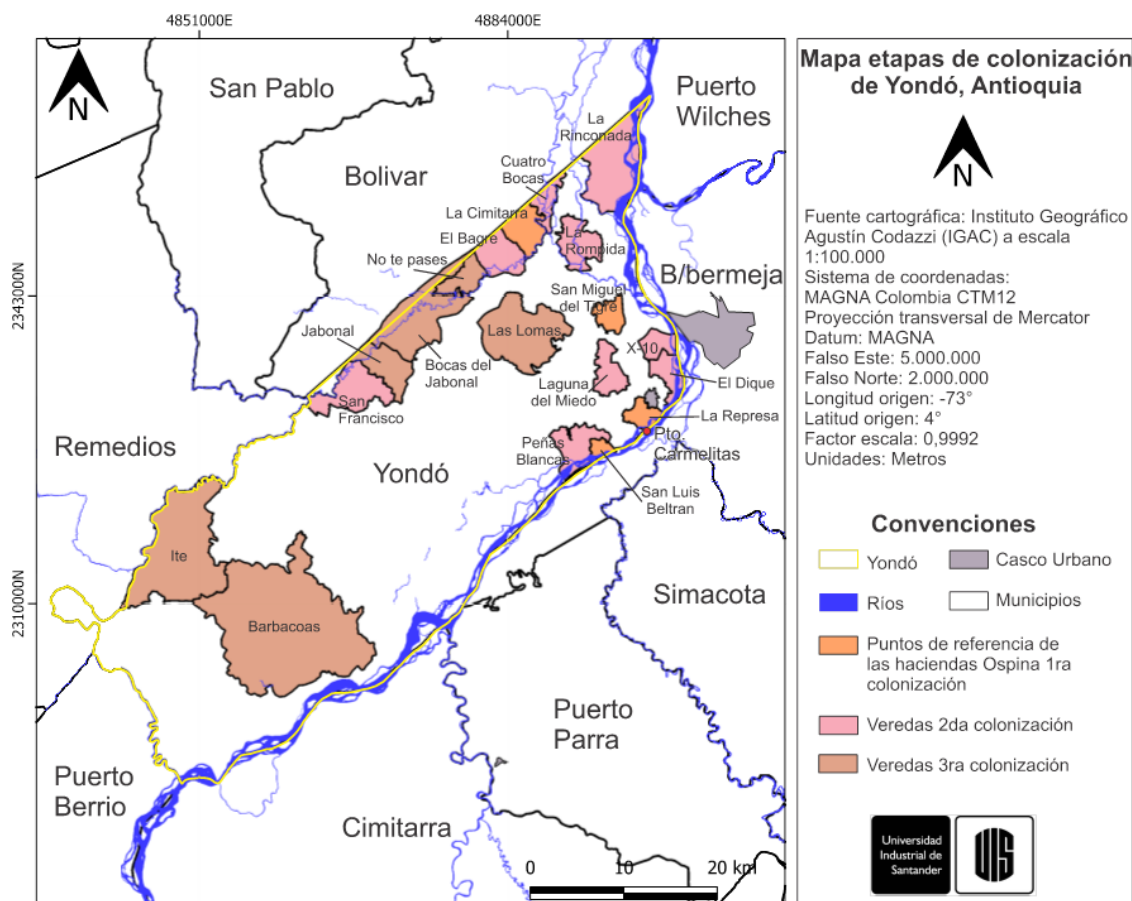 4851000E
4884000E
2343000N
2310000N
N
San Pablo
Puerto
Wilches
La
Rinconada
Cuatro
Bocas
Bolivar
La Cimitarra
El Bagre
La
Rompida
No te pases
B/bermeja
San Miguel
del Tigre
Las Lomas
Jabonal
X-10
Bocas del
Jabonal
El Dique
Laguna
del Miedo
San
Francisco
La Represa
Remedios
Peñas
Blancas
Pto.
Carmelitas
Yondó
San Luis
Beltran
Ite
Simacota
Barbacoas
Puerto
Parra
Puerto
Berrio
Cimitarra
0 10 20 km
Mapa etapas de colonización
de Yondó, Antioquia
N
Fuente cartográfica: Instituto Geográfico
Agustín Codazzi (IGAC) a escala
1:100.000
Sistema de coordenadas:
MAGNA Colombia CTM12
Proyección transversal de Mercator
Datum: MAGNA
Falso Este: 5.000.000
Falso Norte: 2.000.000
Longitud origen: -73°
Latitud origen: 4°
Factor escala: 0,9992
Unidades: Metros
Convenciones
Yondó
Casco Urbano
Ríos
Municipios
Puntos de referencia de
las haciendas Ospina 1ra
colonización
Veredas 2da colonización
Veredas 3ra colonización
Universidad
Industrial de
Santander
UIS